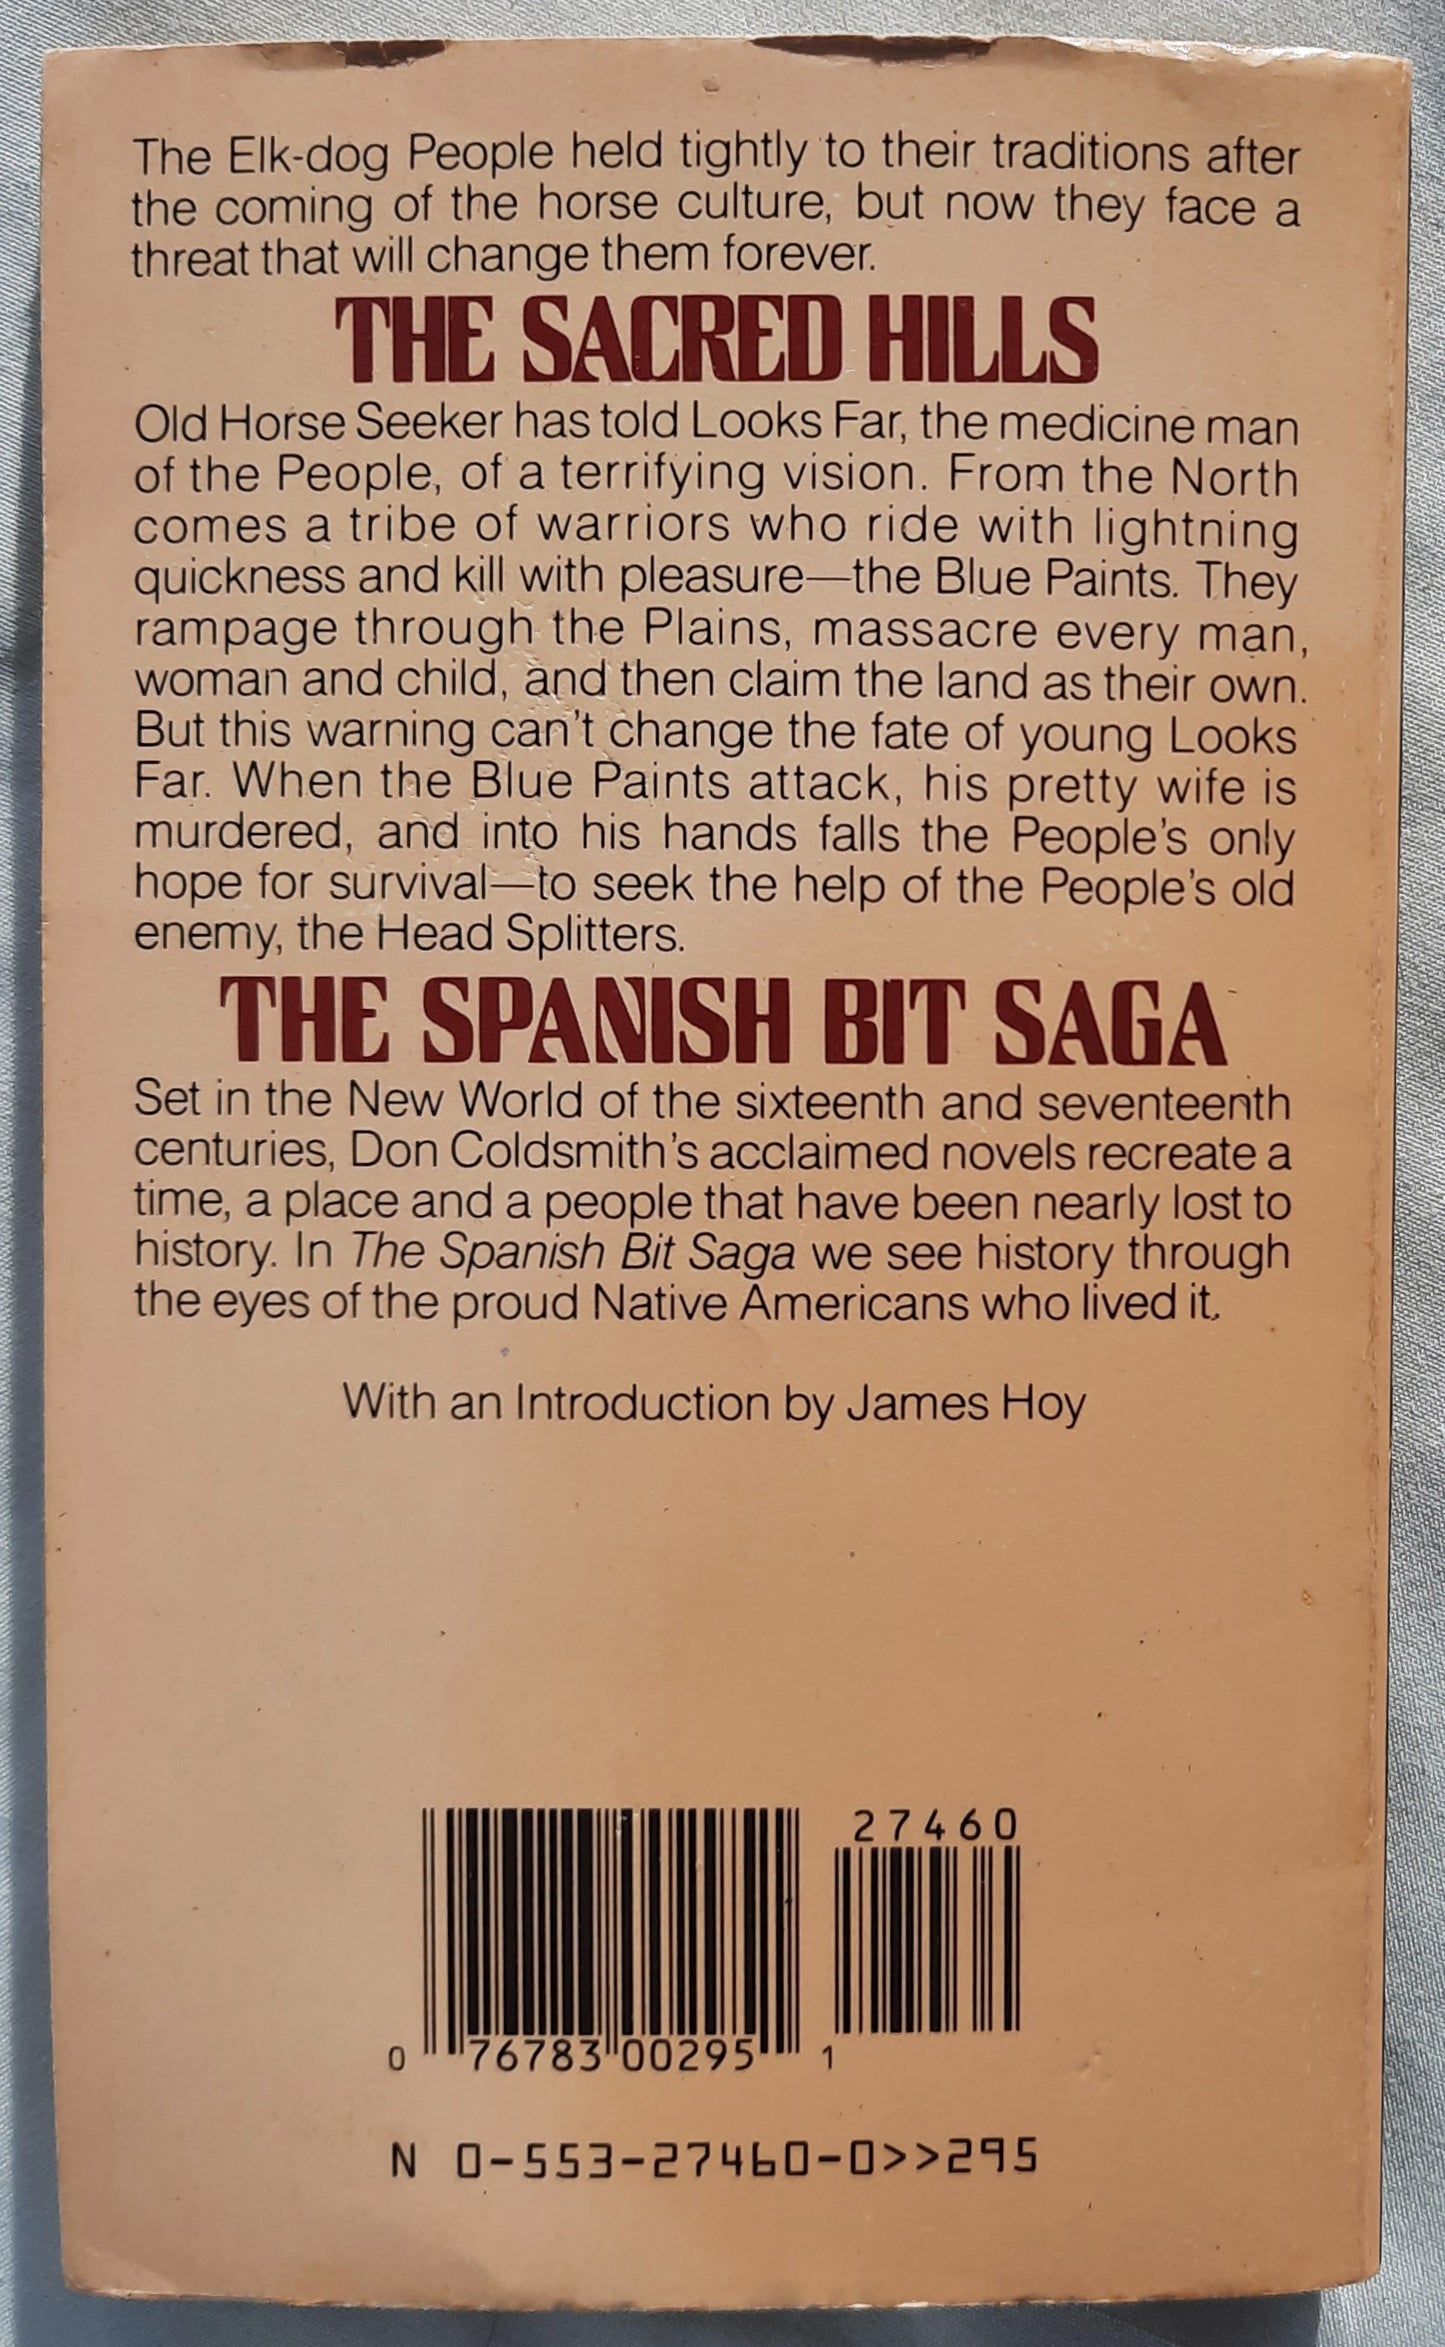 The Elk-dog People held tightly to their traditions after
the coming of the horse culture, but now they face a
threat that will change them forever.
THE SACRED HILLS
Old Horse Seeker has told Looks Far, the medicine man
of the People, of a terrifying vision. From the North
comes a tribe of warriors who ride with lightning
quickness and kill with pleasure—the Blue Paints. They
rampage through the Plains, massacre every man,
woman and child, and then claim the land as their own.
But this warning can't change the fate of young Looks
Far. When the Blue Paints attack, his pretty wife is
murdered, and into his hands falls the People's only
hope for survival—to seek the help of the People's old
enemy, the Head Splitters.
THE SPANISH BIT SAGA
Set in the New World of the sixteenth and seventeenth
centuries, Don Coldsmith's acclaimed novels recreate a
time, a place and a people that have been nearly lost to
history. In The Spanish Bit Saga we see history through
the eyes of the proud Native Americans who lived it.
With an Introduction by James Hoy
27460
0 76783 00295 1
N 0-553-27460-0>>295